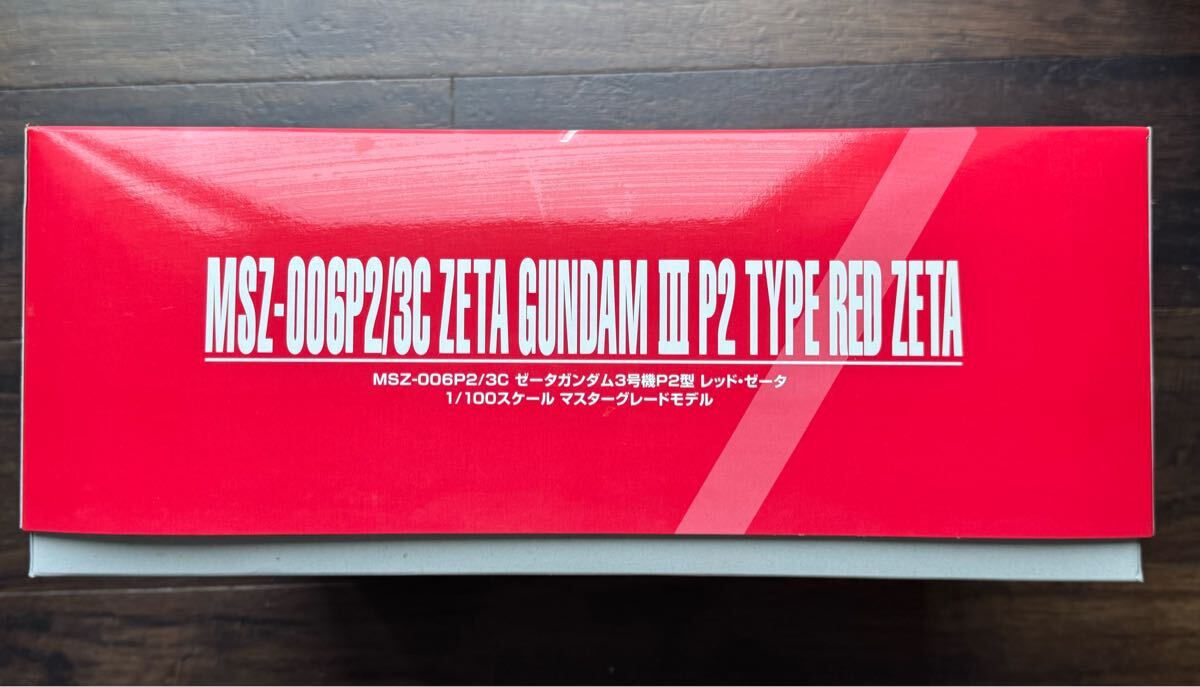 MSZ-006P2/3C ZETA GUNDAM Ⅲ P2 TYPE RED ZETA
MSZ-006P2/3C ゼータガンダム3号機P2型 レッド・ゼータ
1/100スケール マスターグレードモデル